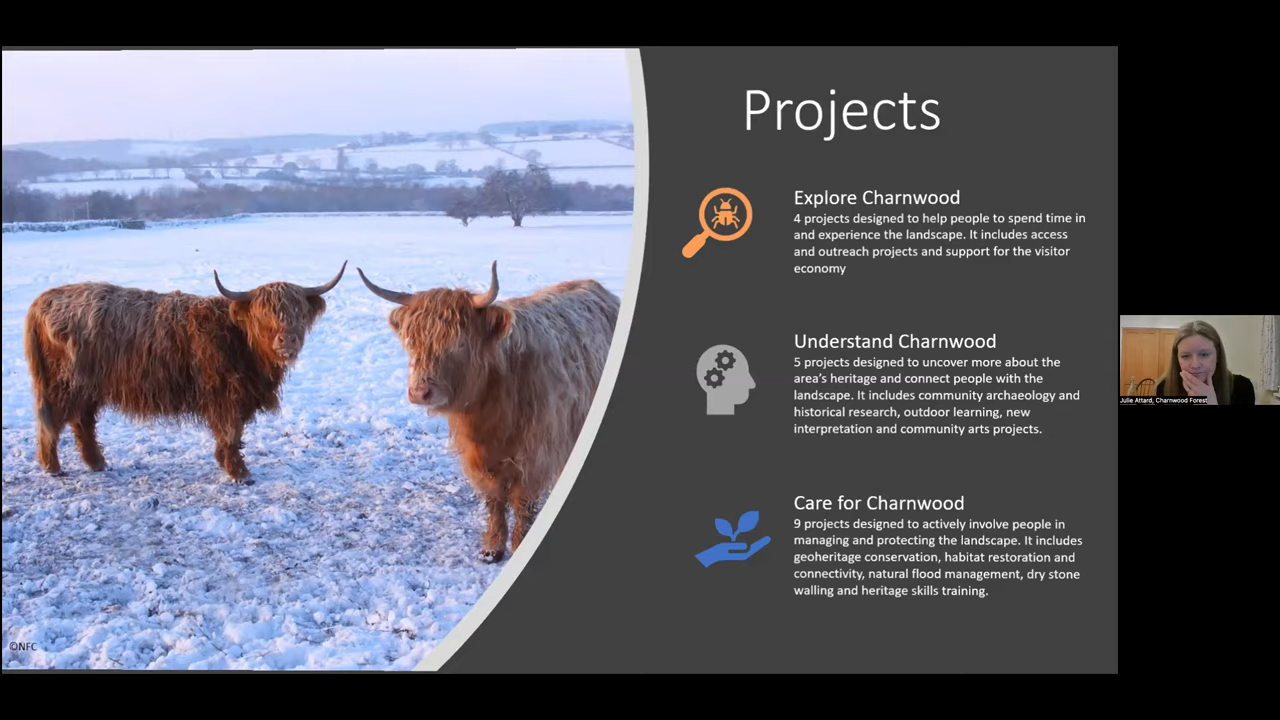 Projects
Explore Charnwood
4 projects designed to help people to spend time in
and experience the landscape. It includes access
and outreach projects and support for the visitor
economy
Understand Charnwood
5 projects designed to uncover more about the
area's heritage and connect people with the
landscape. It includes community archaeology and
historical research, outdoor learning, new
interpretation and community arts projects.
Care for Charnwood
9 projects designed to actively involve people in
managing and protecting the landscape. It includes
geoheritage conservation, habitat restoration and
connectivity, natural flood management, dry stone
walling and heritage skills training.
©NFC
Julie Attard, Charnwood Forest